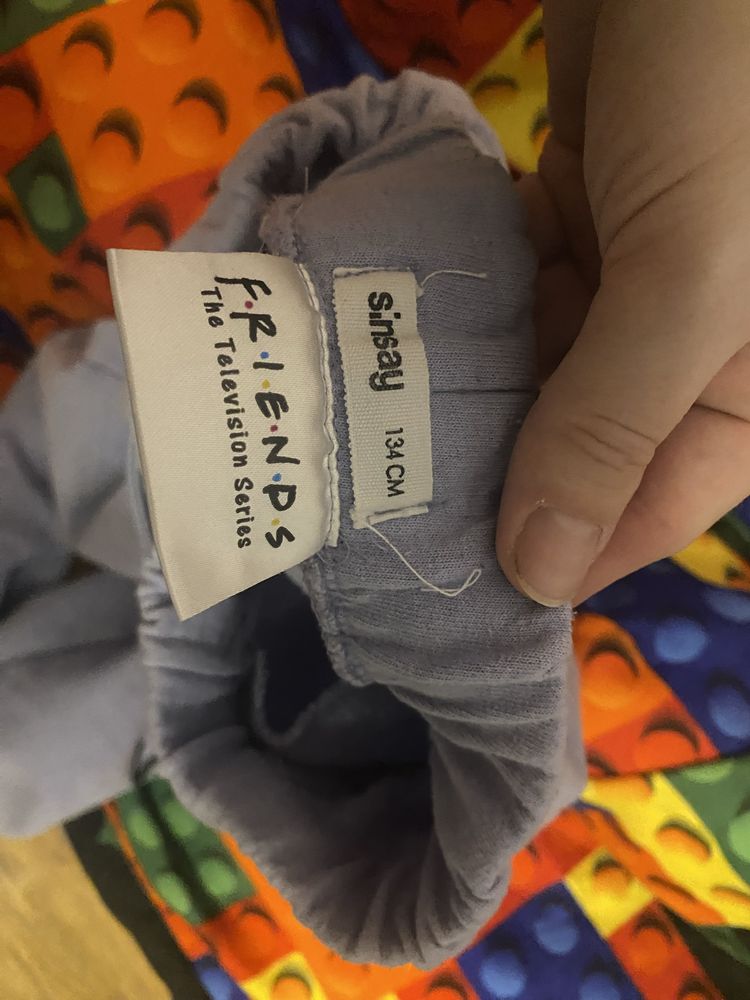 F.R.I.E.N.D.S
The Television Series
sinsay 134 CM